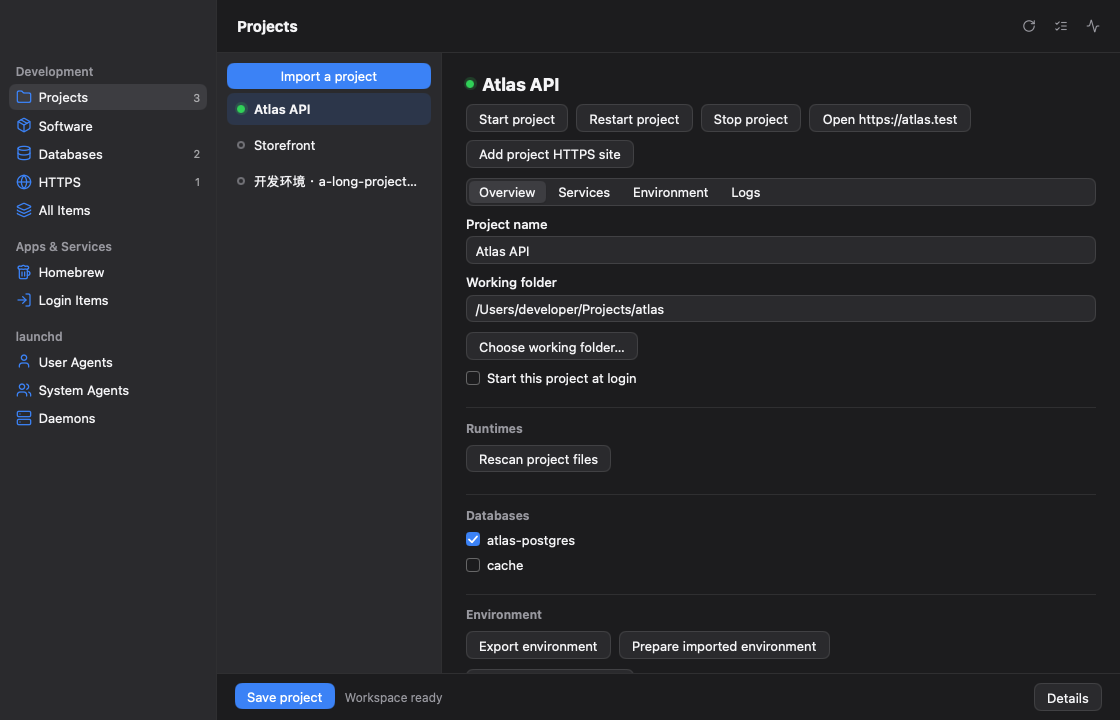 Projects
Development
Projects 3
Software
Databases 2
HTTPS 1
All Items
Apps & Services
Homebrew
Login Items
launchd
User Agents
System Agents
Daemons
Import a project
Atlas API
Storefront
开发环境 · a-long-project...
Atlas API
Start project Restart project Stop project Open https://atlas.test
Add project HTTPS site
Overview Services Environment Logs
Project name
Atlas API
Working folder
/Users/developer/Projects/atlas
Choose working folder...
Start this project at login
Runtimes
Rescan project files
Databases
atlas-postgres
cache
Environment
Export environment Prepare imported environment
Save project Workspace ready Details